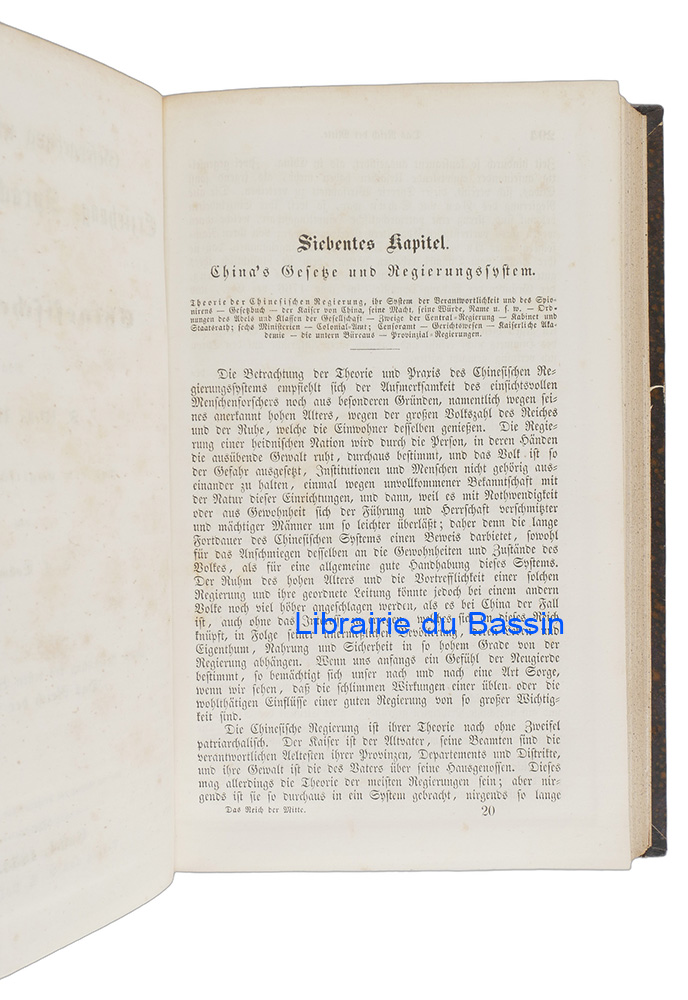 Siebentes Kapitel.
China's Gesetze und Regierungssystem.
Theorie der Chinesischen Regierung, ihr System der Verantwortlichkeit und des Spio-
nirens — Gesetzbuch — der Kaiser von China, seine Macht, seine Würde, Name u. s. w. — Ord-
nungen des Adels und Klassen der Gesellschaft — Zweige der Central-Regierung — Kabinet und
Staatsrath; sechs Ministerien — Colonial-Amt; Censoramt — Gerichtswesen — Kaiserliche Aka-
demie — die untern Büreaus — Provinzial-Regierungen.
Die Betrachtung der Theorie und Praxis des Chinesischen Re-
gierungssystems empfiehlt sich der Aufmerksamkeit des einsichtsvollen
Menschenforschers noch aus besonderen Gründen, namentlich wegen sei-
nes anerkannt hohen Alters, wegen der großen Volkszahl des Reiches
und der Ruhe, welche die Einwohner desselben genießen. Die Regie-
rung einer heidnischen Nation wird durch die Person, in deren Händen
die ausübende Gewalt ruht, durchaus bestimmt, und das Volk ist so
der Gefahr ausgesetzt, Institutionen und Menschen nicht gehörig aus-
einander zu halten, einmal wegen unvollkommener Bekanntschaft mit
der Natur dieser Einrichtungen, und dann, weil es mit Nothwendigkeit
oder aus Gewohnheit sich der Führung und Herrschaft verschmitzter
und mächtiger Männer um so leichter überläßt; daher denn die lange
Fortdauer des Chinesischen Systems einen Beweis darbietet, sowohl
für das Anschmiegen desselben an die Gewohnheiten und Zustände des
Volkes, als für eine allgemeine gute Handhabung dieses Systems.
Der Ruhm des hohen Alters und die Vortrefflichkeit einer solchen
Regierung und ihre geordnete Leitung könnte jedoch bei einem andern
Volke noch viel höher angeschlagen werden, als es bei China der Fall
ist, auch ohne das
Librairie du Bassin
knüpft, in Folge seiner und
Eigenthum, Nahrung und Sicherheit in so hohem Grade von der
Regierung abhängen. Wenn uns anfangs ein Gefühl der Neugierde
bestimmt, so bemächtigt sich unser nach und nach eine Art Sorge,
wenn wir sehen, daß die schlimmen Wirkungen einer üblen oder die
wohlthätigen Einflüsse einer guten Regierung von so großer Wichtig-
keit sind.
Die Chinesische Regierung ist ihrer Theorie nach ohne Zweifel
patriarchalisch. Der Kaiser ist der Altvater, seine Beamten sind die
verantwortlichen Aeltesten ihrer Provinzen, Departements und Distrikte,
und ihre Gewalt ist die des Vaters über seine Hausgenossen. Dieses
mag allerdings die Theorie der meisten Regierungen sein; aber nir-
gends ist sie so durchaus in ein System gebracht, nirgends so lange
Das Reich der Mitte. 20